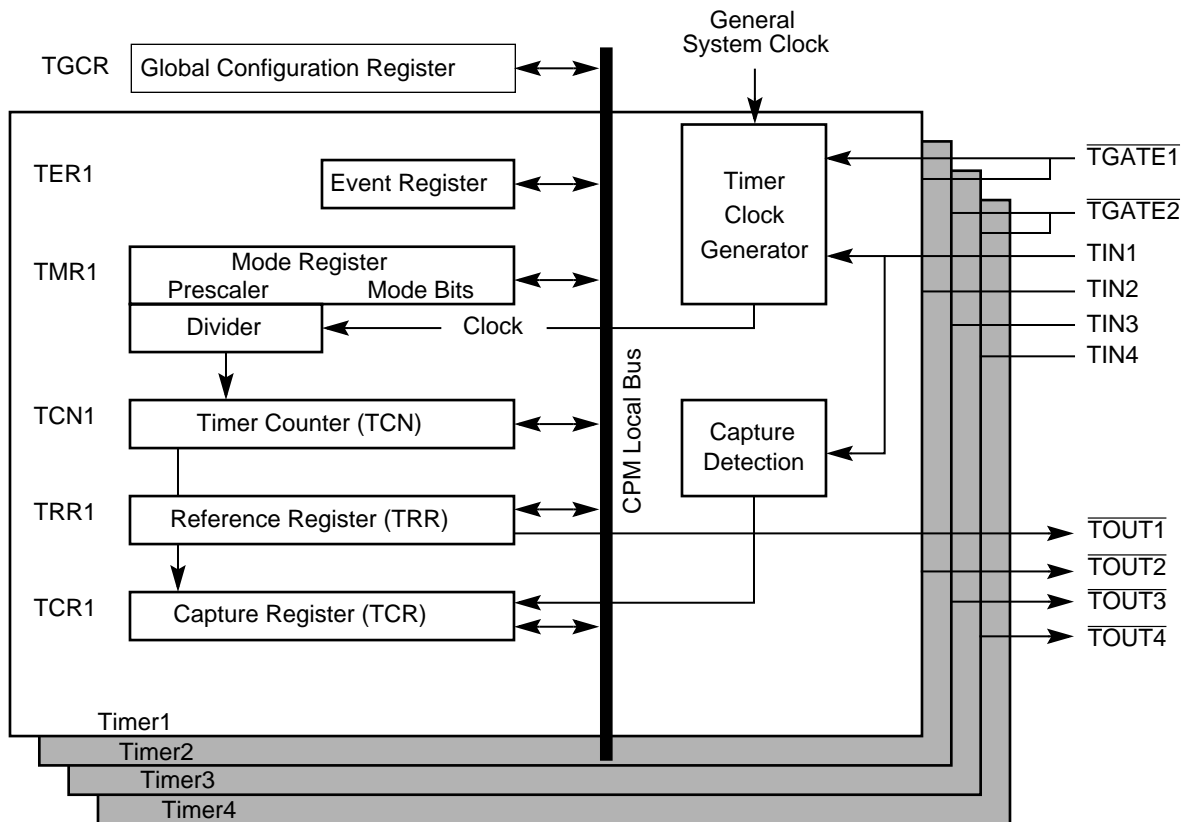 General
System Clock
TGCR
Global Configuration Register
TER1
Event Register
Timer
Clock
Generator
TGATE1
TGATE2
TIN1
TIN2
TIN3
TIN4
TMR1
Mode Register
Prescaler Mode Bits
Divider
Clock
TCN1
Timer Counter (TCN)
CPM Local Bus
Capture
Detection
TRR1
Reference Register (TRR)
TOUT1
TOUT2
TOUT3
TOUT4
TCR1
Capture Register (TCR)
Timer1
Timer2
Timer3
Timer4